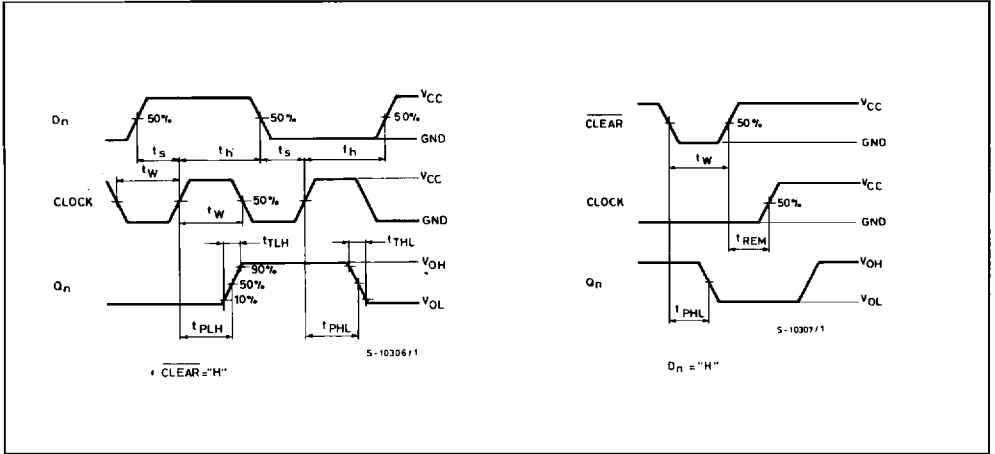 Dn
50%
50%
50%
VCC
GND
ts
th
ts
th
tW
CLOCK
tW
50%
VCC
GND
tTLH
tTHL
Qn
90%
50%
10%
VOH
VOL
tPLH
tPHL
S-10306/1
CLEAR="H"
CLEAR
50%
VCC
GND
tW
CLOCK
50%
VCC
GND
tREM
Qn
VOH
VOL
tPHL
S-10307/1
Dn ="H"